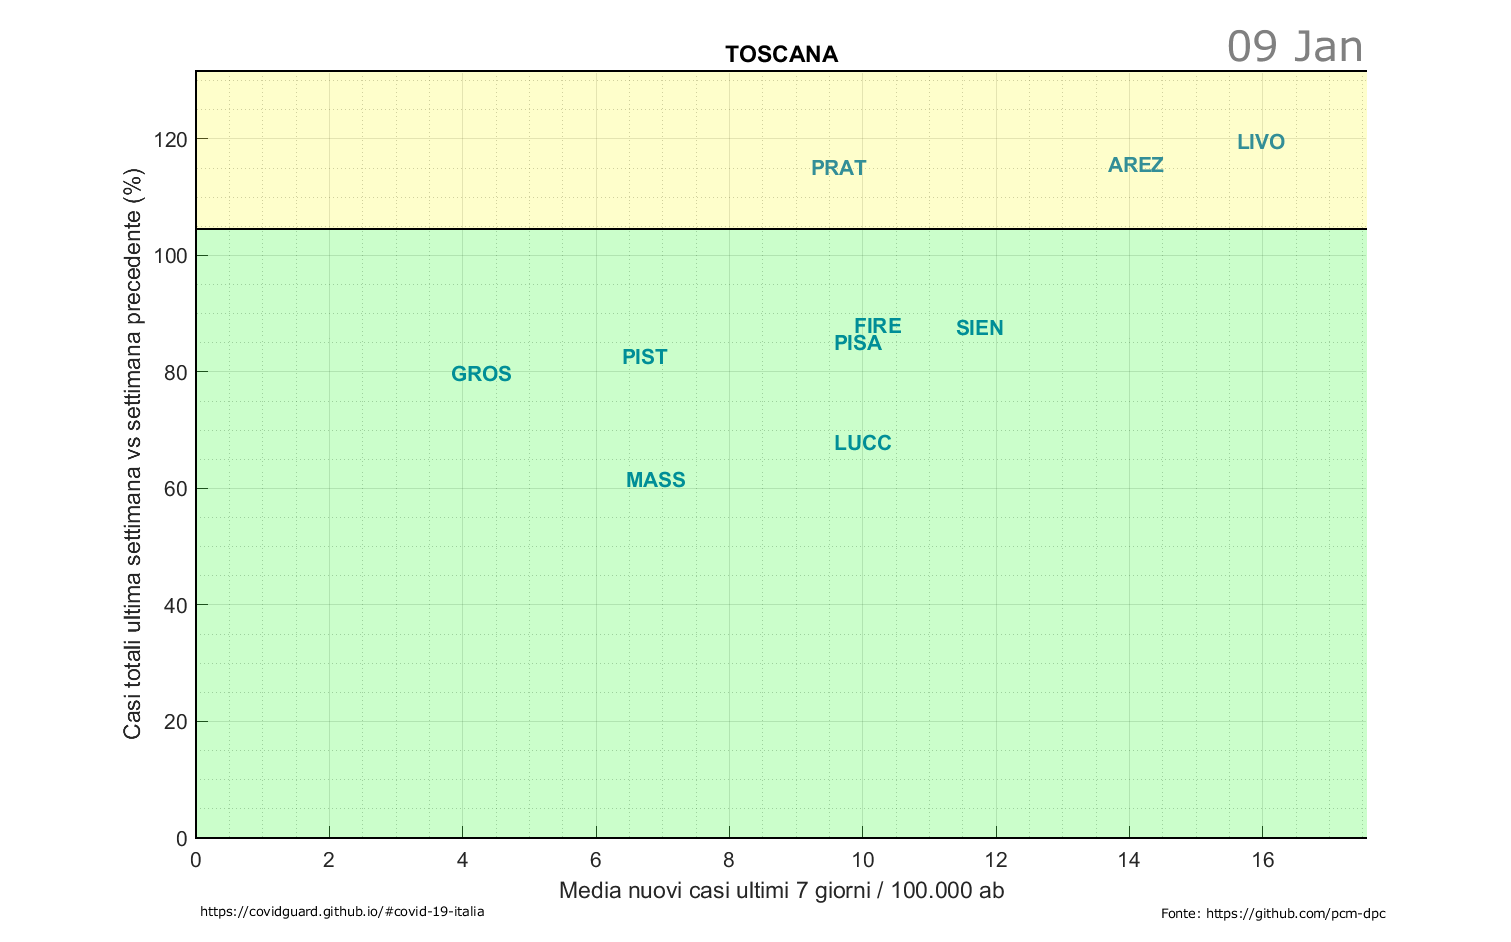 09 Jan
TOSCANA
Casi totali ultima settimana vs settimana precedente (%)
120
100
80
60
40
20
0
LIVO
AREZ
PRAT
FIRE
SIEN
PISA
PIST
GROS
LUCC
MASS
0 2 4 6 8 10 12 14 16
Media nuovi casi ultimi 7 giorni / 100.000 ab
https://covidguard.github.io/#covid-19-italia
Fonte: https://github.com/pcm-dpc